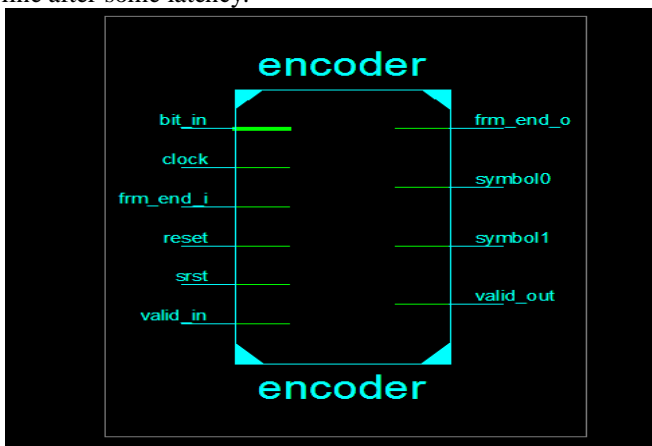 encoder
bit_in
frm_end_o
clock
symbol0
frm_end_i
reset
symbol1
srst
valid_out
valid_in
encoder